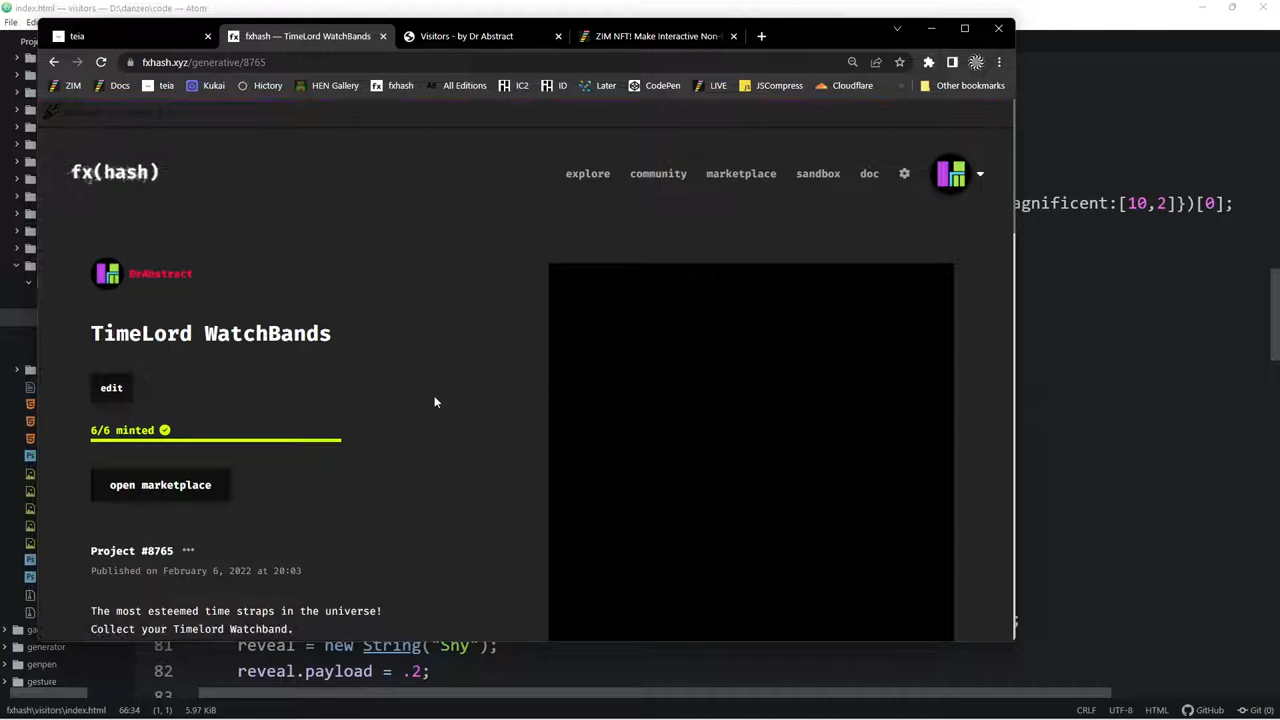 index.html — visitors — D:\danzen\code — Atom
File
Proj
teia
fxhash — TimeLord WatchBands
Visitors - by Dr Abstract
ZIM NFT! Make Interactive Non-
fxhash.xyz/generative/8765
ZIM
Docs
teia
Kukai
Hictory
HEN Gallery
fxhash
AE All Editions
IC2
ID
Later
CodePen
LIVE
JSCompress
Cloudflare
Other bookmarks
fx(hash)
explore
community
marketplace
sandbox
doc
agnificent:[10,2]})[0];
DrAbstract
TimeLord WatchBands
edit
6/6 minted
open marketplace
Project #8765 •••
Published on February 6, 2022 at 20:03
The most esteemed time straps in the universe!
Collect your Timelord Watchband.
ga
generator
genpen
gesture
81 reveal = new String("Shy");
82 reveal.payload = .2;
83
fxhash\visitors\index.html 66:34 (1, 1) 5.97 KiB
CRLF UTF-8 HTML GitHub Git (0)